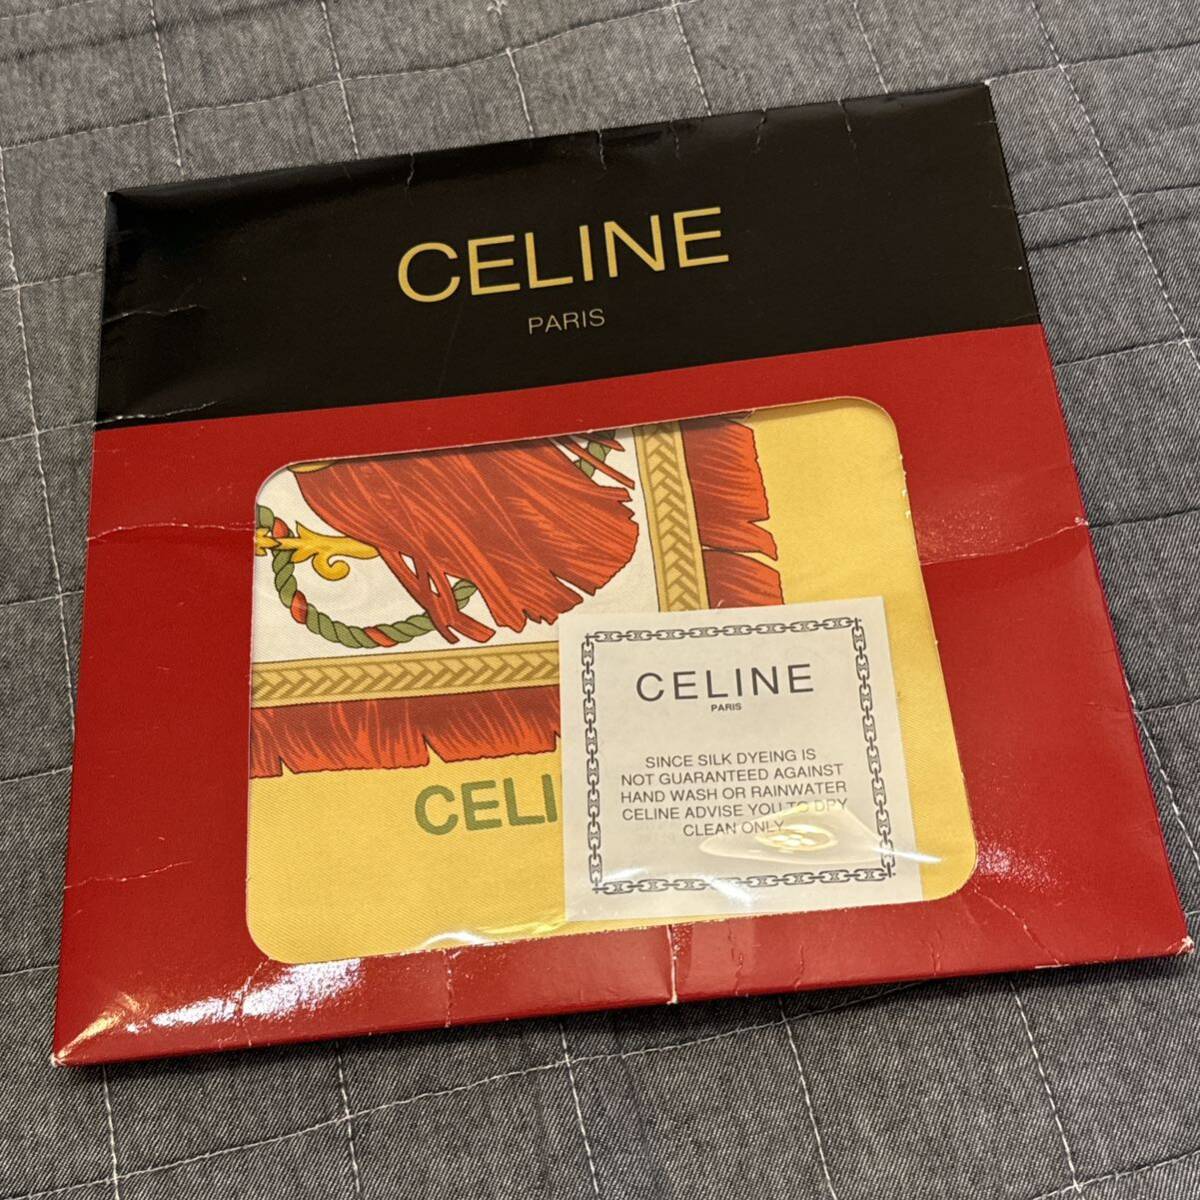 CELINE
PARIS
CELI
CELINE
PARIS
SINCE SILK DYEING IS
NOT GUARANTEED AGAINST
HAND WASH OR RAINWATER
CELINE ADVISE YOU TO DRY
CLEAN ONLY